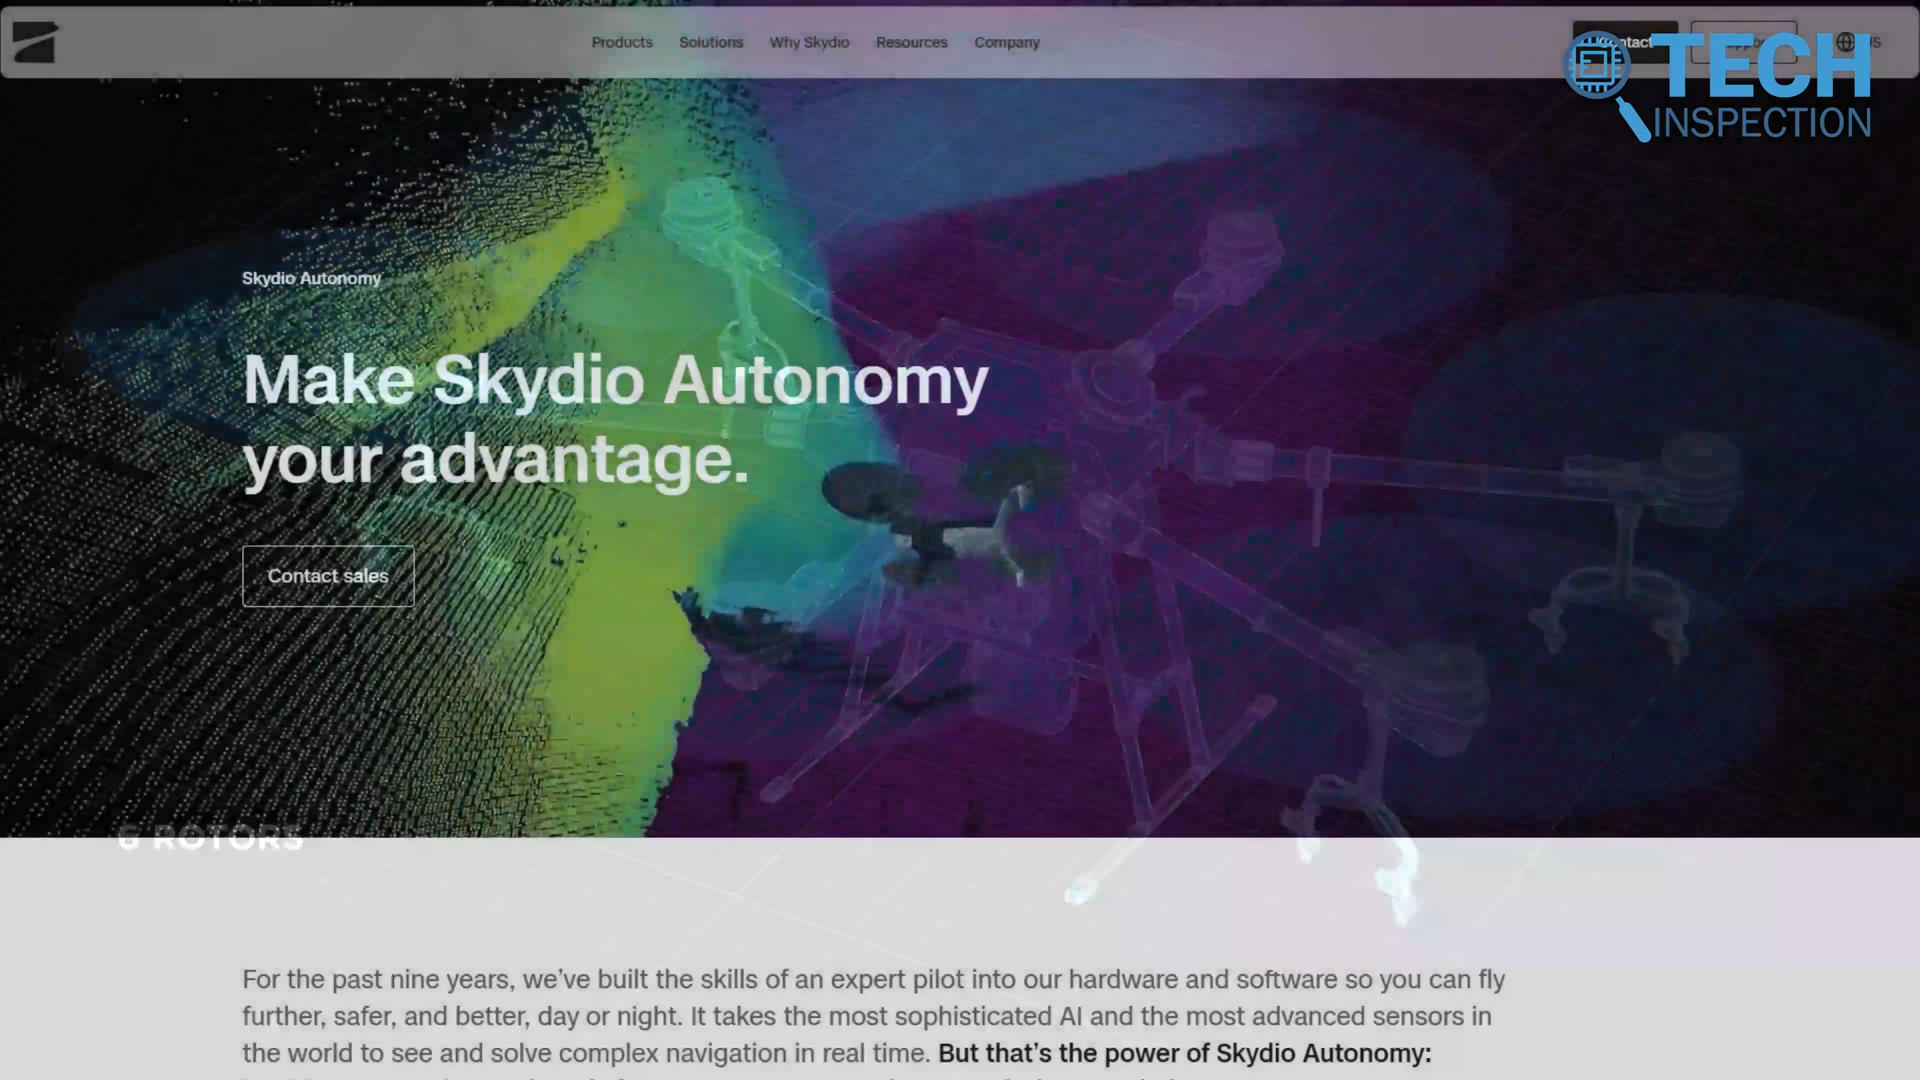 Products Solutions Why Skydio Resources Company
TECH
INSPECTION
Skydio Autonomy
Make Skydio Autonomy
your advantage.
Contact sales
6 ROTORS
For the past nine years, we've built the skills of an expert pilot into our hardware and software so you can fly
further, safer, and better, day or night. It takes the most sophisticated AI and the most advanced sensors in
the world to see and solve complex navigation in real time. But that's the power of Skydio Autonomy: